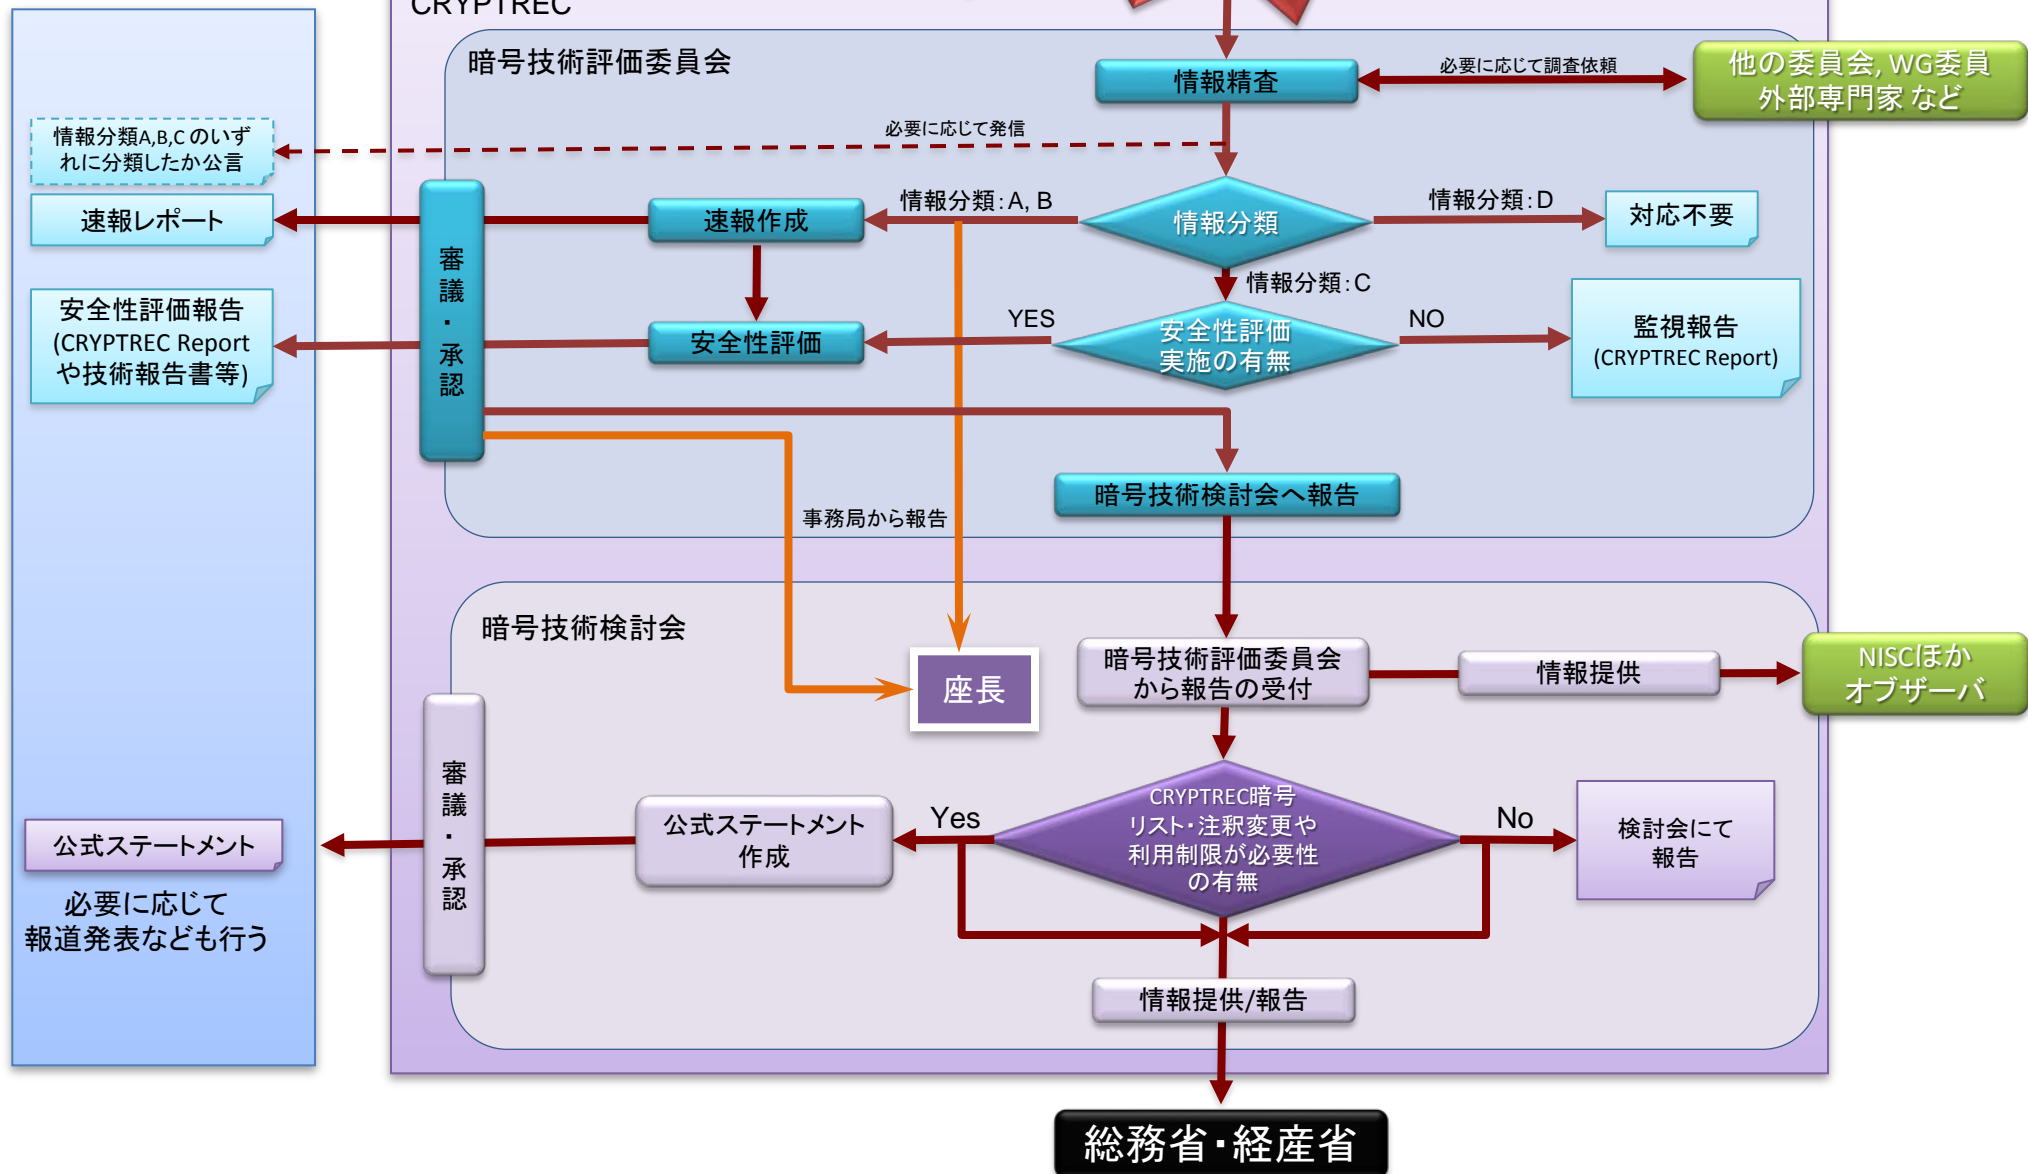 CRYPTREC
暗号技術評価委員会
情報精査
必要に応じて調査依頼
他の委員会, WG委員
外部専門家 など
必要に応じて発信
情報分類A,B,C のいず
れに分類したか公言
速報レポート
審議・承認
速報作成
情報分類：A, B
情報分類
情報分類：D
対応不要
情報分類：C
安全性評価報告
(CRYPTREC Report
や技術報告書等)
安全性評価
YES
安全性評価
実施の有無
NO
監視報告
(CRYPTREC Report)
暗号技術検討会へ報告
事務局から報告
暗号技術検討会
座長
暗号技術評価委員会
から報告の受付
情報提供
NISCほか
オブザーバ
審議・承認
公式ステートメント
必要に応じて
報道発表なども行う
公式ステートメント
作成
Yes
CRYPTREC暗号
リスト・注釈変更や
利用制限が必要性
の有無
No
検討会にて
報告
情報提供/報告
総務省・経産省